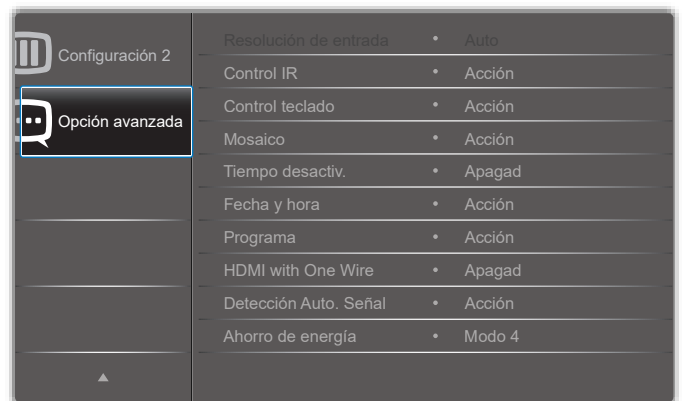 Configuración 2
Opción avanzada
Resolución de entrada • Auto
Control IR • Acción
Control teclado • Acción
Mosaico • Acción
Tiempo desactiv. • Apagad
Fecha y hora • Acción
Programa • Acción
HDMI with One Wire • Apagad
Detección Auto. Señal • Acción
Ahorro de energía • Modo 4